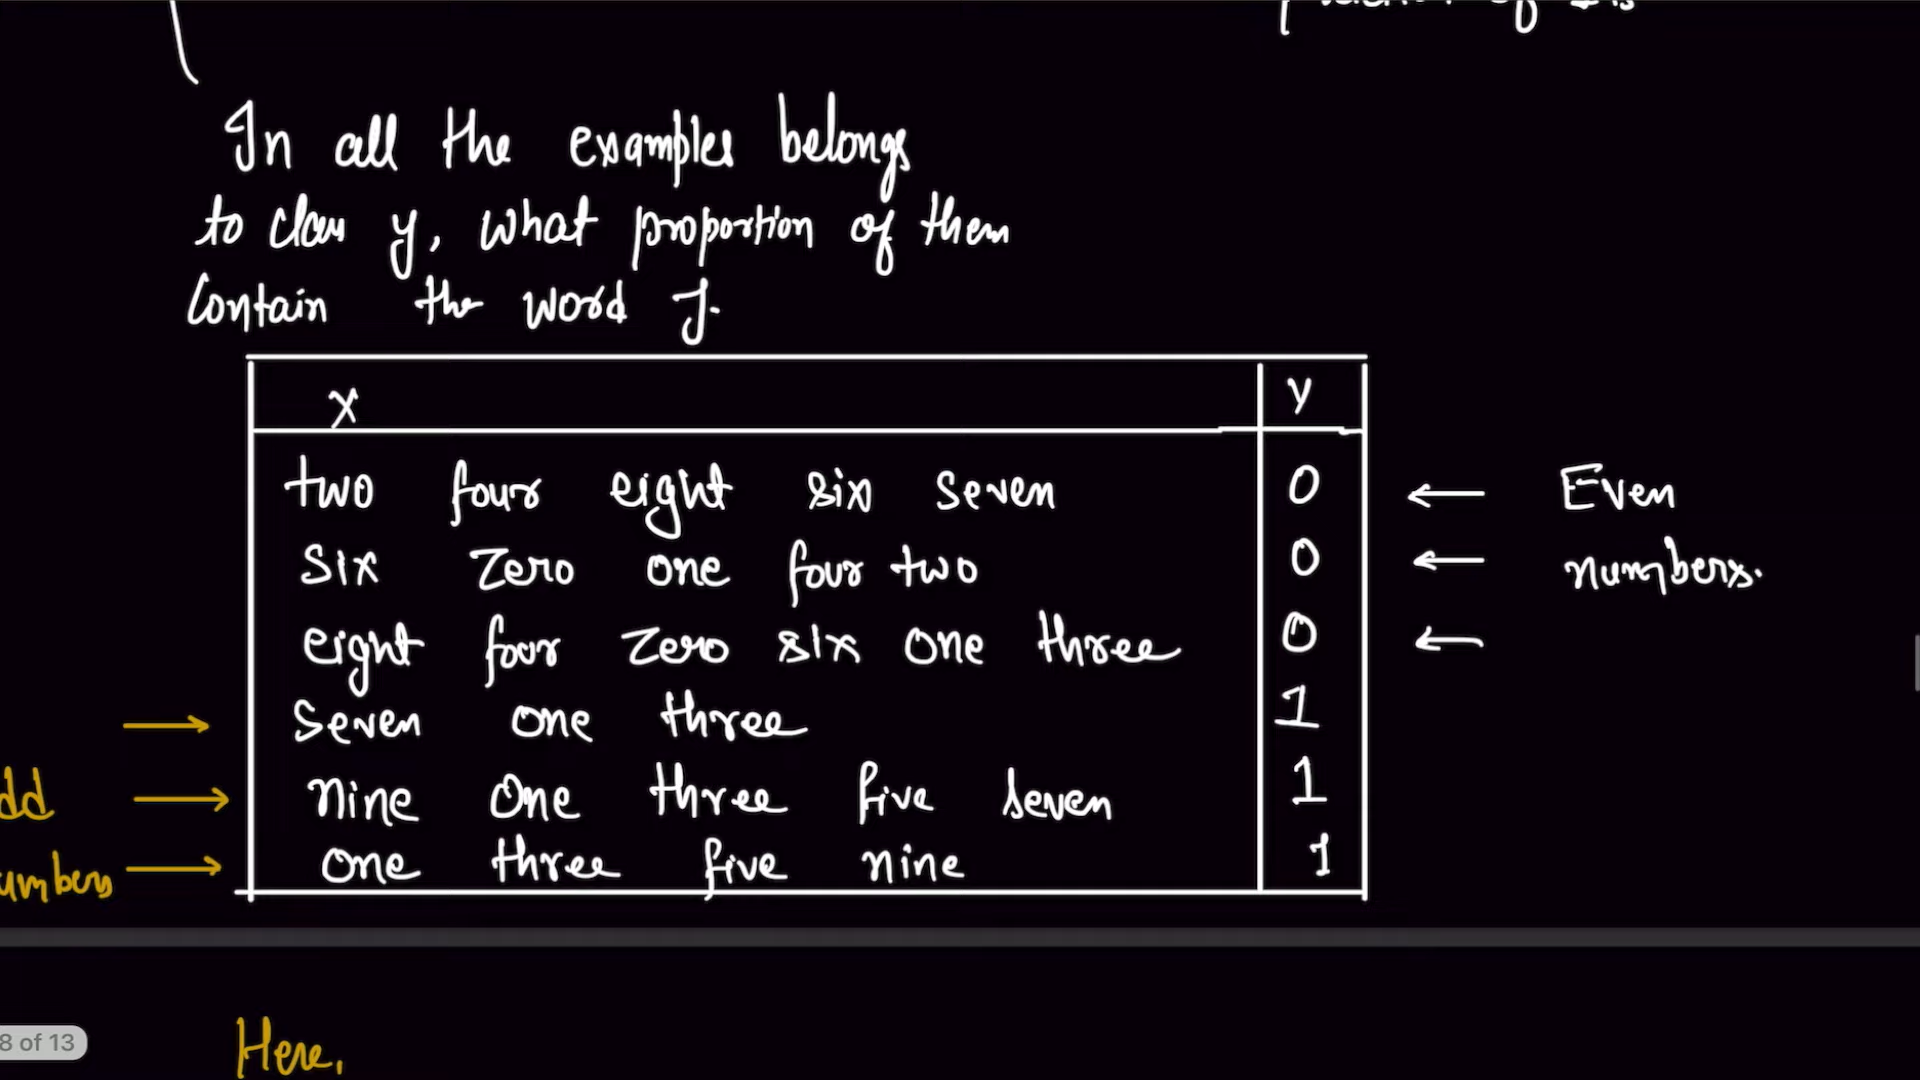 In all the examples belongs
to class y, what proportion of them
Contain the word J.
X Y
two four eight six seven 0 ← Even
six zero one four two 0 ← numbers.
eight four zero six one three 0 ←
→ seven one three 1
dd → nine one three five seven 1
umbers → one three five nine 1
8 of 13
Here,